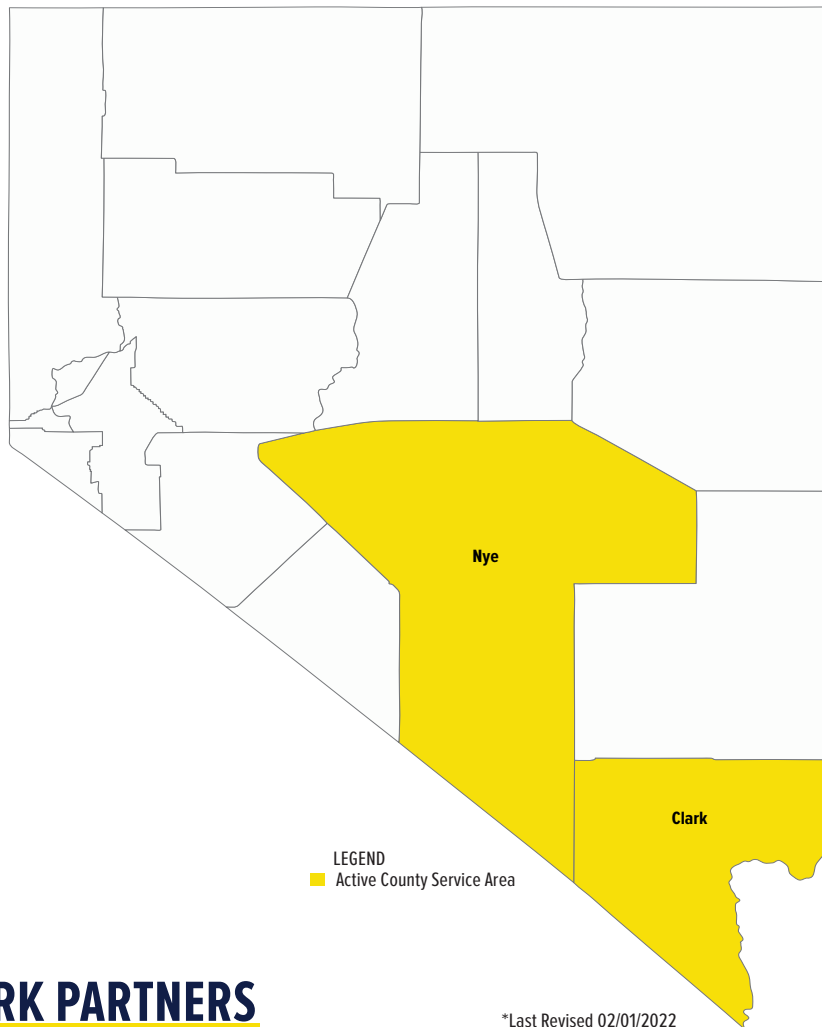 Nye
Clark
LEGEND
Active County Service Area
RK PARTNERS
*Last Revised 02/01/2022